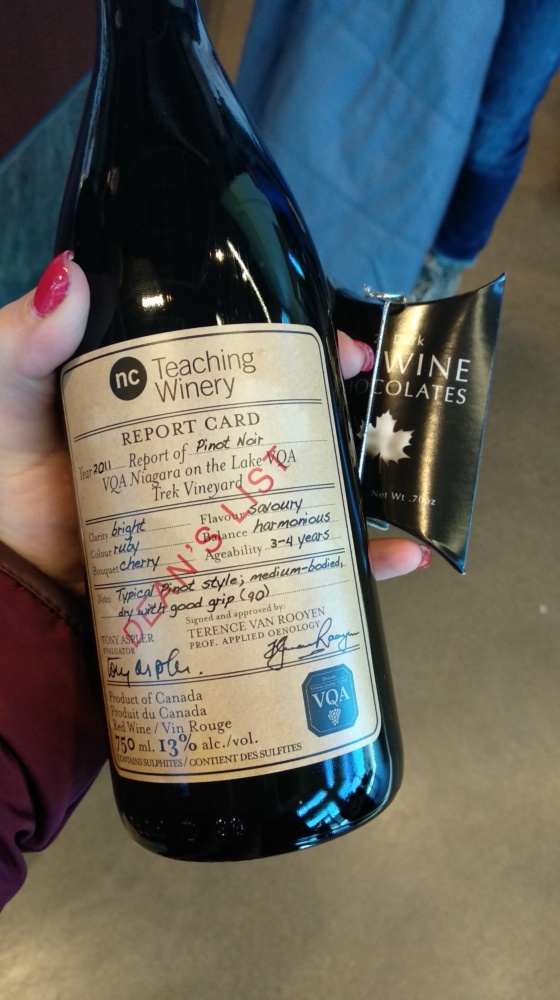 nc Teaching
Winery
REPORT CARD
Year 2011 Report of Pinot Noir
VQA Niagara on the Lake VQA
Trek Vineyard
DEAN'S LIST
Clarity bright
Colour ruby
Bouquet cherry
Flavour savoury
Balance harmonious
Ageability 3-4 years
Notes: Typical Pinot style; medium-bodied,
dry with good grip (90)
Signed and approved by:
TONY ASPLER
EVALUATOR
TERENCE VAN ROOYEN
PROF. APPLIED OENOLOGY
Tony Aspler.
Product of Canada
Produit du Canada
Red Wine / Vin Rouge
750 ml. 13% alc./vol.
CONTAINS SULPHITES / CONTIENT DES SULFITES
VQA
Dark
WINE
CHOCOLATES
Net Wt .70oz